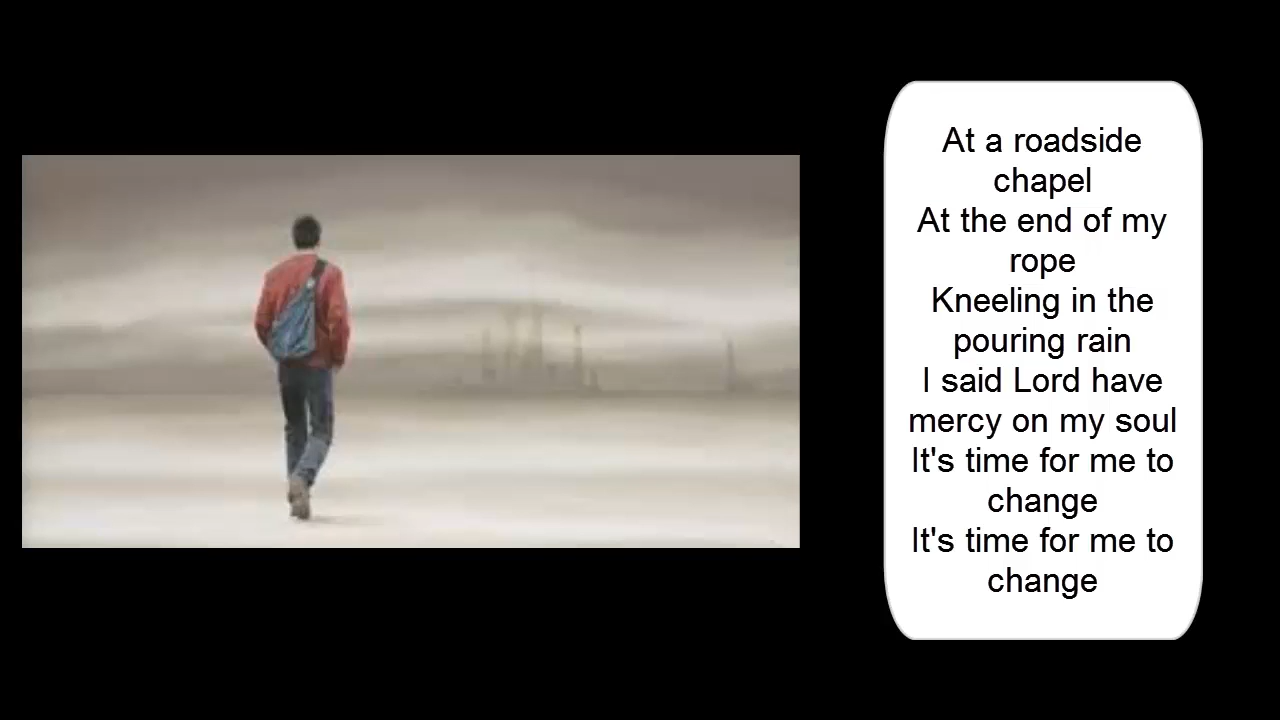 At a roadside
chapel
At the end of my
rope
Kneeling in the
pouring rain
I said Lord have
mercy on my soul
It's time for me to
change
It's time for me to
change